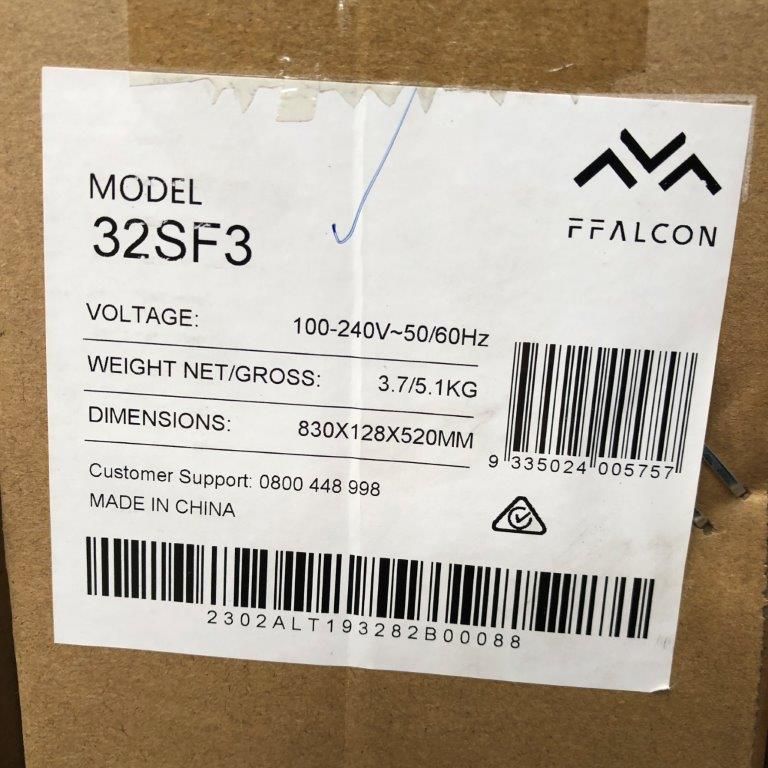 MODEL
32SF3
FFALCON
VOLTAGE: 100-240V~50/60Hz
WEIGHT NET/GROSS: 3.7/5.1KG
DIMENSIONS: 830X128X520MM
9 335024 005757
Customer Support: 0800 448 998
MADE IN CHINA
2302ALT193282B00088